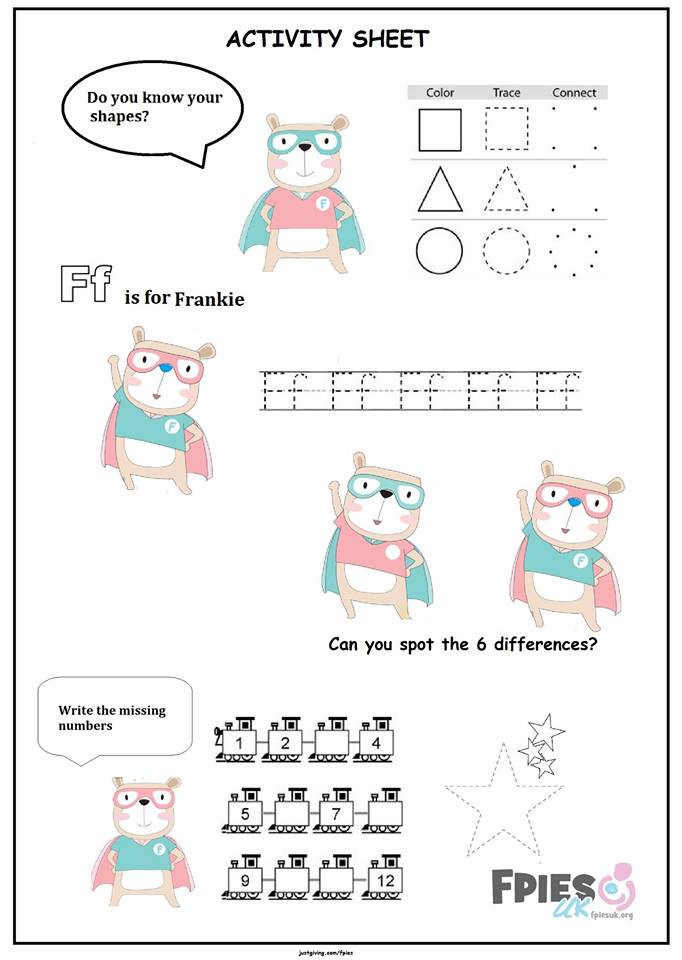 ACTIVITY SHEET
Do you know your
shapes?
Color Trace Connect
F
Ff is for Frankie
F
Ff Ff Ff Ff Ff
F
Can you spot the 6 differences?
Write the missing
numbers
1 2 4
5 7
9 12
F
FPIES
UK
fpiesuk.org
justgiving.com/fpies